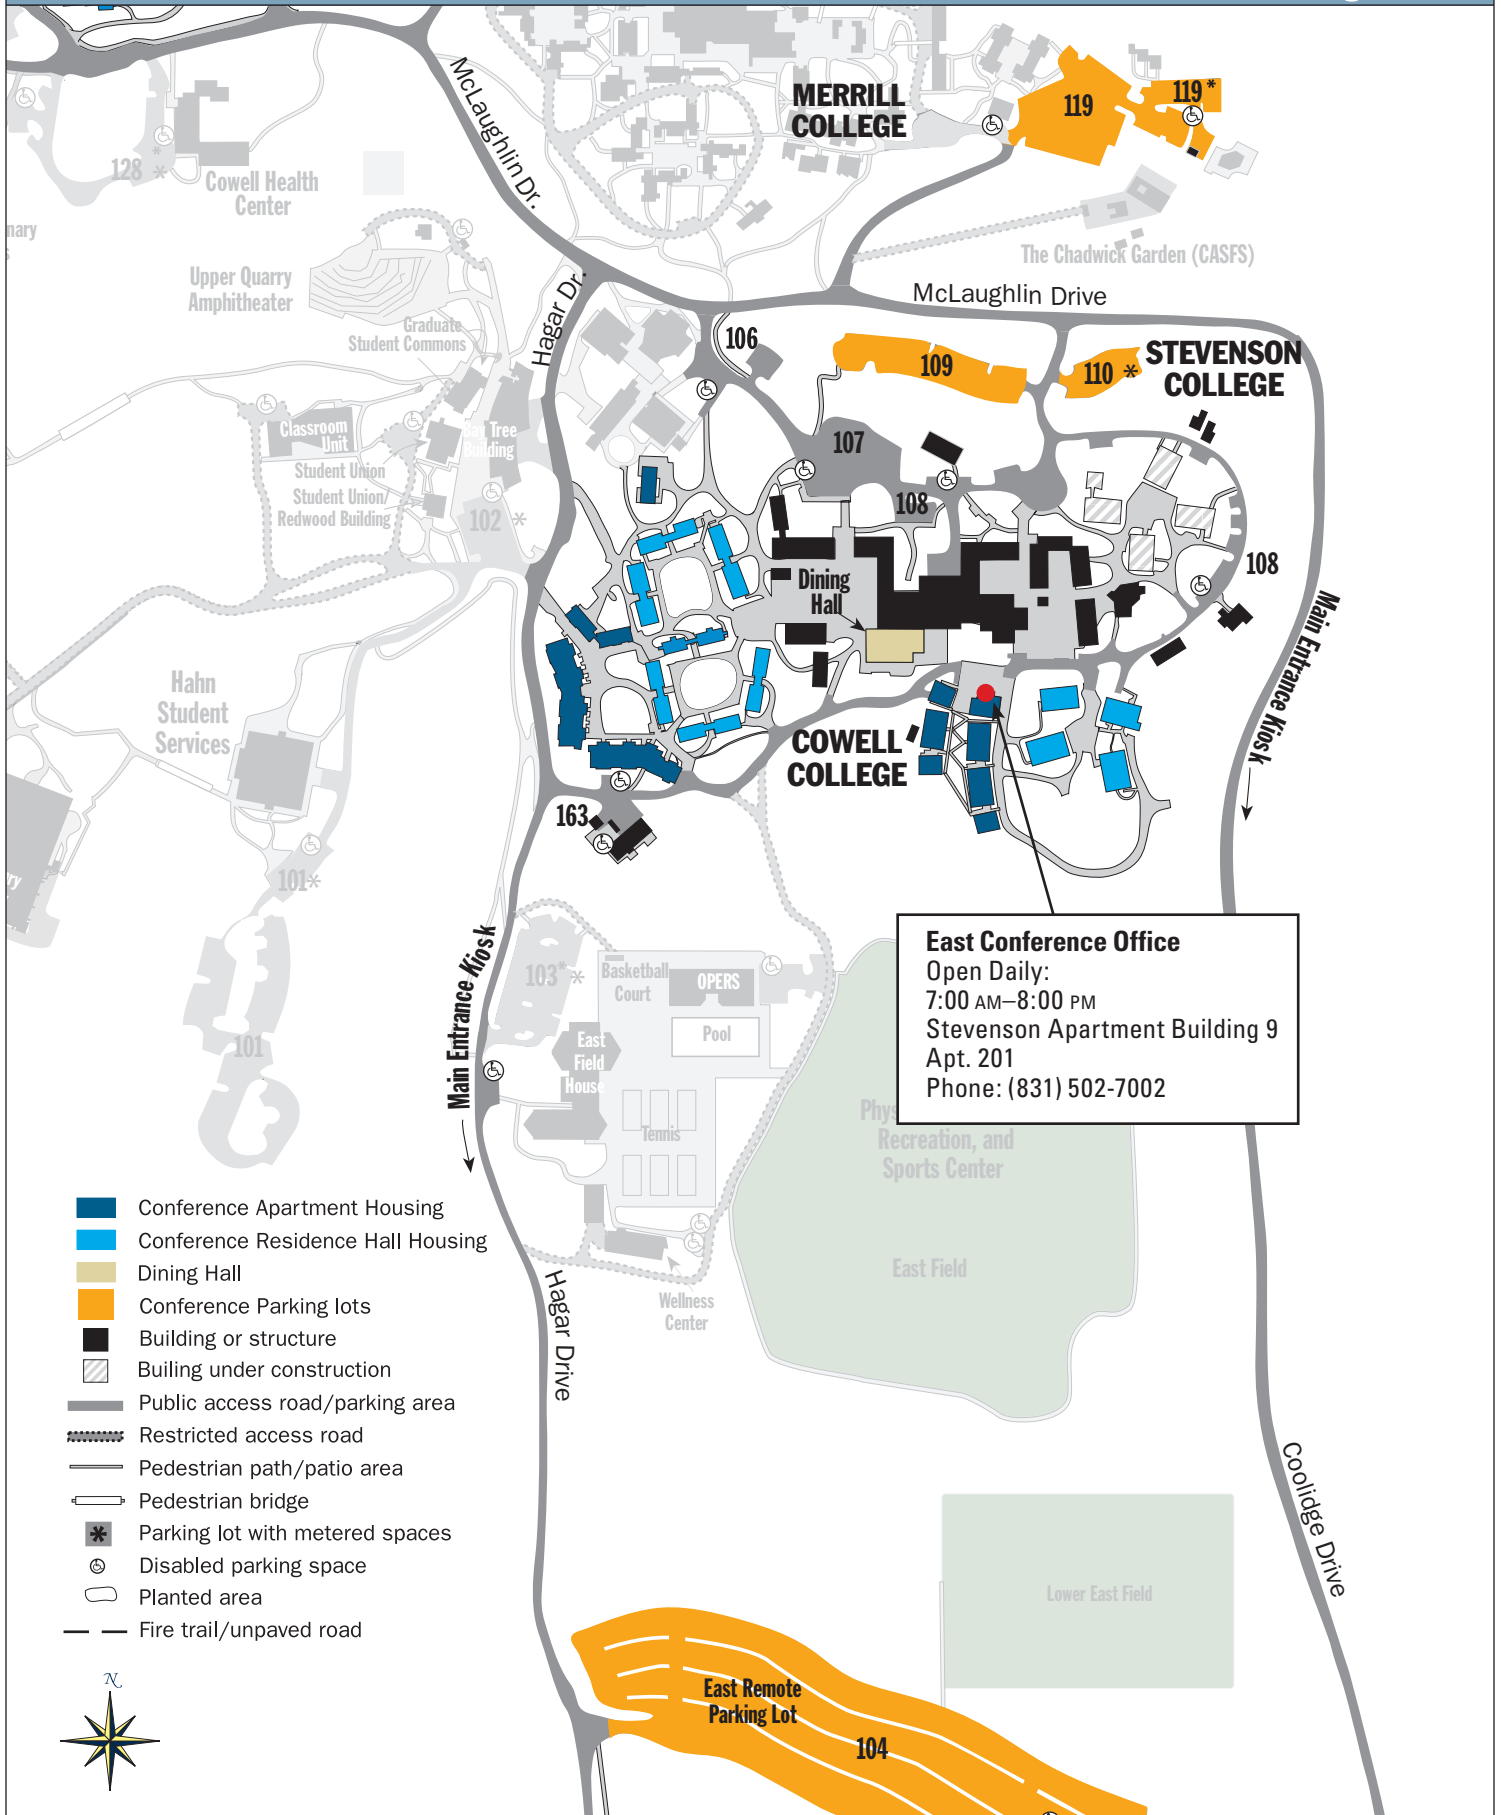 McLaughlin Dr.
MERRILL
COLLEGE
119
119*
128 *
Cowell Health
Center
nary
The Chadwick Garden (CASFS)
Upper Quarry
Amphitheater
Hagar Dr.
McLaughlin Drive
Graduate
Student Commons
106
109
110 *
STEVENSON
COLLEGE
Classroom
Unit
Bay Tree
Building
107
Student Union
Student Union/
Redwood Building
102 *
108
108
Dining
Hall
Main Entrance Kiosk
Hahn
Student
Services
COWELL
COLLEGE
163
101*
ry
East Conference Office
Open Daily:
7:00 AM–8:00 PM
Stevenson Apartment Building 9
Apt. 201
Phone: (831) 502-7002
Main Entrance Kiosk
103* *
Basketball
Court
OPERS
Pool
101
East
Field
House
Tennis
Phys
Recreation, and
Sports Center
East Field
Wellness
Center
Hagar Drive
Conference Apartment Housing
Conference Residence Hall Housing
Dining Hall
Conference Parking lots
Building or structure
Builing under construction
Public access road/parking area
Restricted access road
Pedestrian path/patio area
Pedestrian bridge
* Parking lot with metered spaces
Disabled parking space
Planted area
Fire trail/unpaved road
Coolidge Drive
Lower East Field
N
East Remote
Parking Lot
104